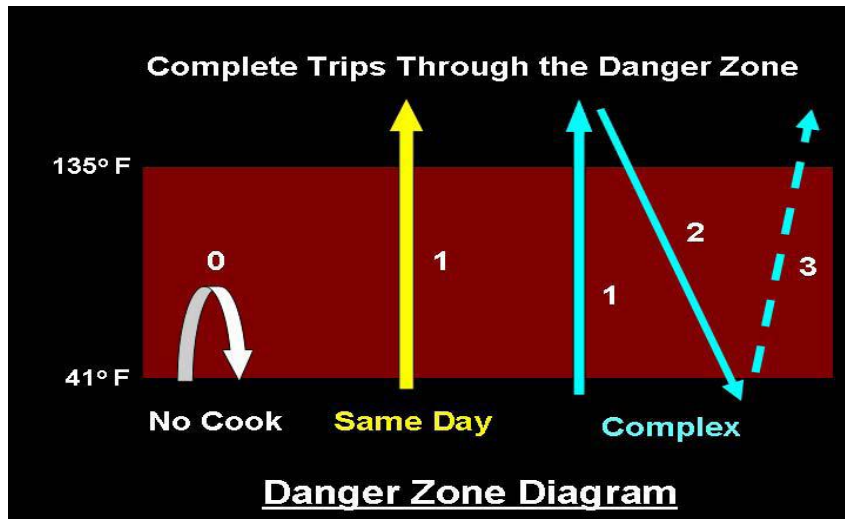 Complete Trips Through the Danger Zone
135° F
0
1
2
1
3
41° F
No Cook
Same Day
Complex
Danger Zone Diagram